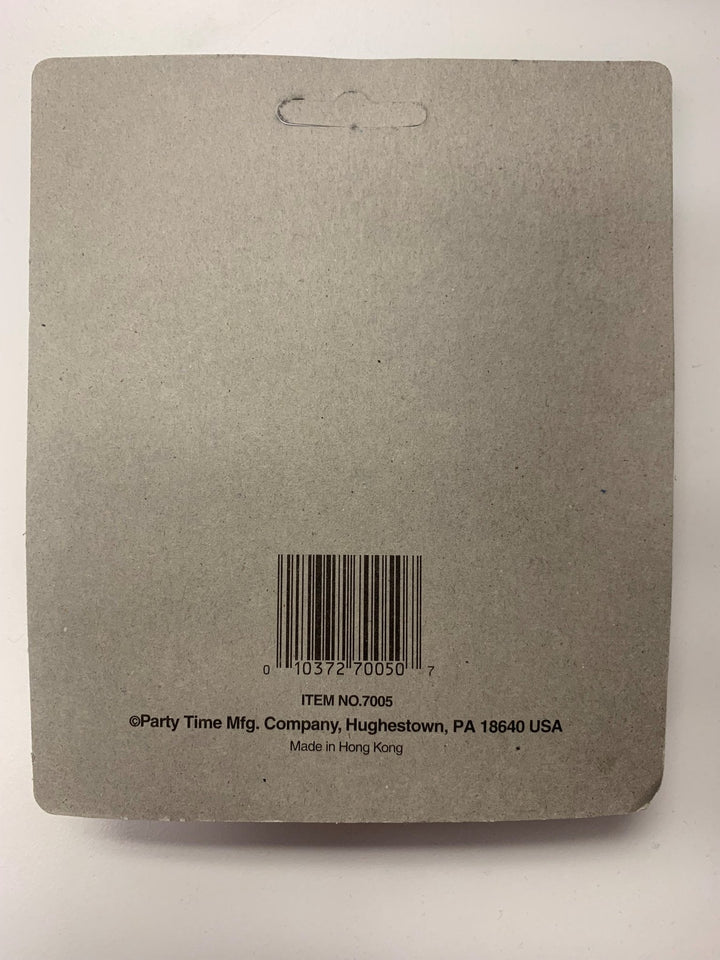 0 10372 70050 7
ITEM NO.7005
©Party Time Mfg. Company, Hughestown, PA 18640 USA
Made in Hong Kong